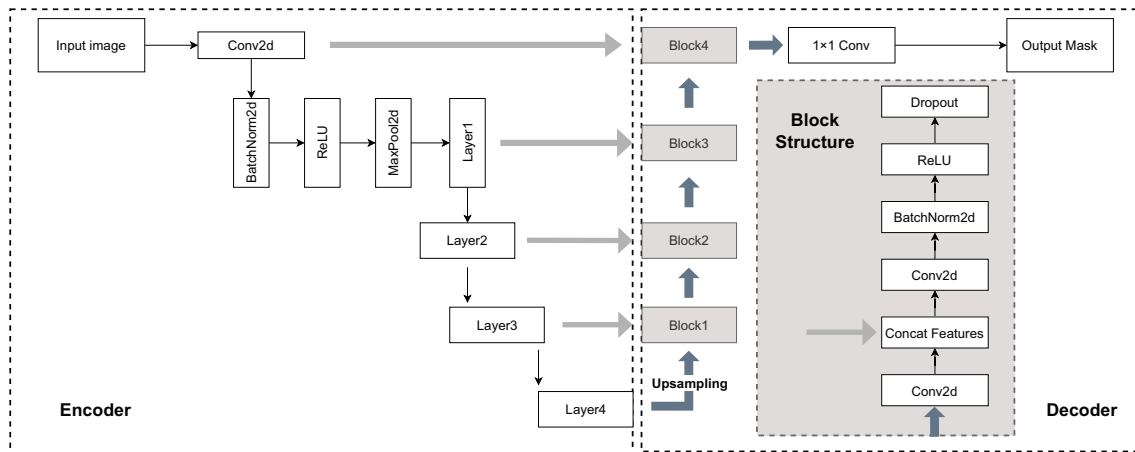 Input image
Conv2d
Block4
1×1 Conv
Output Mask
BatchNorm2d
ReLU
MaxPool2d
Layer1
Block3
Block
Structure
Dropout
ReLU
BatchNorm2d
Conv2d
Concat Features
Conv2d
Layer2
Block2
Layer3
Block1
Upsampling
Layer4
Encoder
Decoder